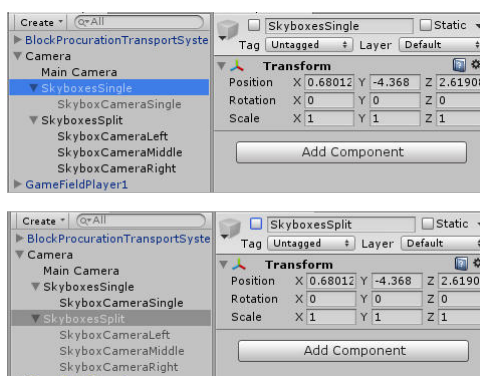 Create
All
BlockProcurationTransportSyste
Camera
Main Camera
SkyboxesSingle
SkyboxCameraSingle
SkyboxesSplit
SkyboxCameraLeft
SkyboxCameraMiddle
SkyboxCameraRight
GameFieldPlayer1
SkyboxesSingle Static
Tag Untagged Layer Default
Transform
Position X 0.68012 Y -4.368 Z 2.61908
Rotation X 0 Y 0 Z 0
Scale X 1 Y 1 Z 1
Add Component
Create
All
BlockProcurationTransportSyste
Camera
Main Camera
SkyboxesSingle
SkyboxCameraSingle
SkyboxesSplit
SkyboxCameraLeft
SkyboxCameraMiddle
SkyboxCameraRight
SkyboxesSplit Static
Tag Untagged Layer Default
Transform
Position X 0.68012 Y -4.368 Z 2.6190
Rotation X 0 Y 0 Z 0
Scale X 1 Y 1 Z 1
Add Component